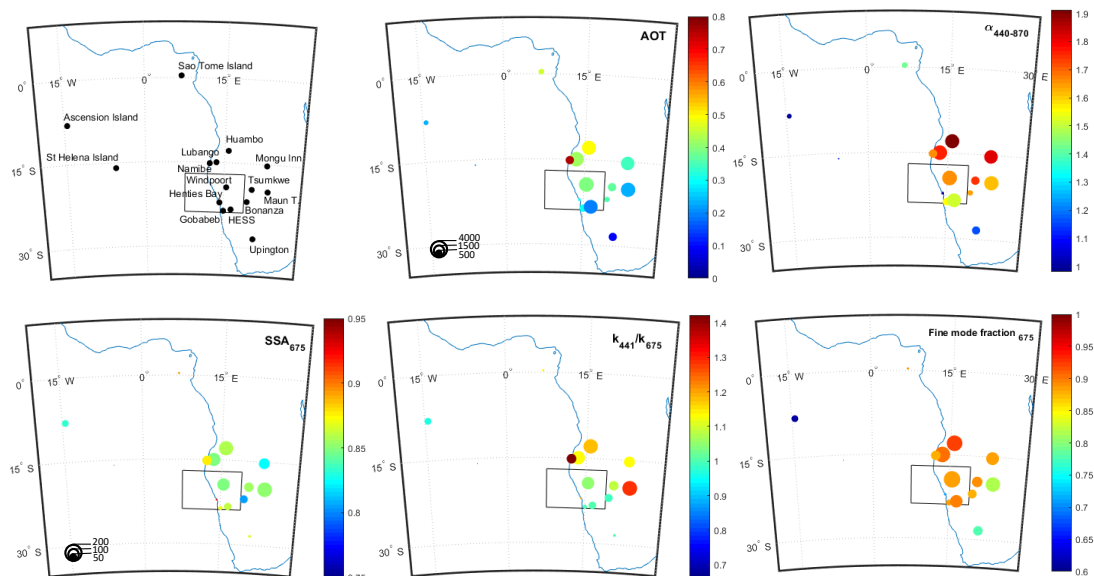 Sao Tome Island
0° 15° W 0° 15° E
Ascension Island
Huambo
St Helena Island Lubango Mongu Inn.
15° S Namibe
Windpoort Tsumkwe
Henties Bay Maun T.
Gobabeb HESS Bonanza
Upington
30° S
AOT
0° 15° W 0° 15° E
15° S
30° S
4000
1500
500
0.8
0.7
0.6
0.5
0.4
0.3
0.2
0.1
0
α440-870
0° 15° W 0° 15° E 30° E
15° S
30° S
1.9
1.8
1.7
1.6
1.5
1.4
1.3
1.2
1.1
1
SSA675
0° 15° W 0° 15° E
15° S
30° S
200
100
50
0.95
0.9
0.85
0.8
k441/k675
0° 15° W 0° 15° E
15° S
30° S
1.4
1.3
1.2
1.1
1
0.9
0.8
0.7
Fine mode fraction 675
0° 15° W 0° 15° E 30° E
15° S
30° S
1
0.95
0.9
0.85
0.8
0.75
0.7
0.65
0.6